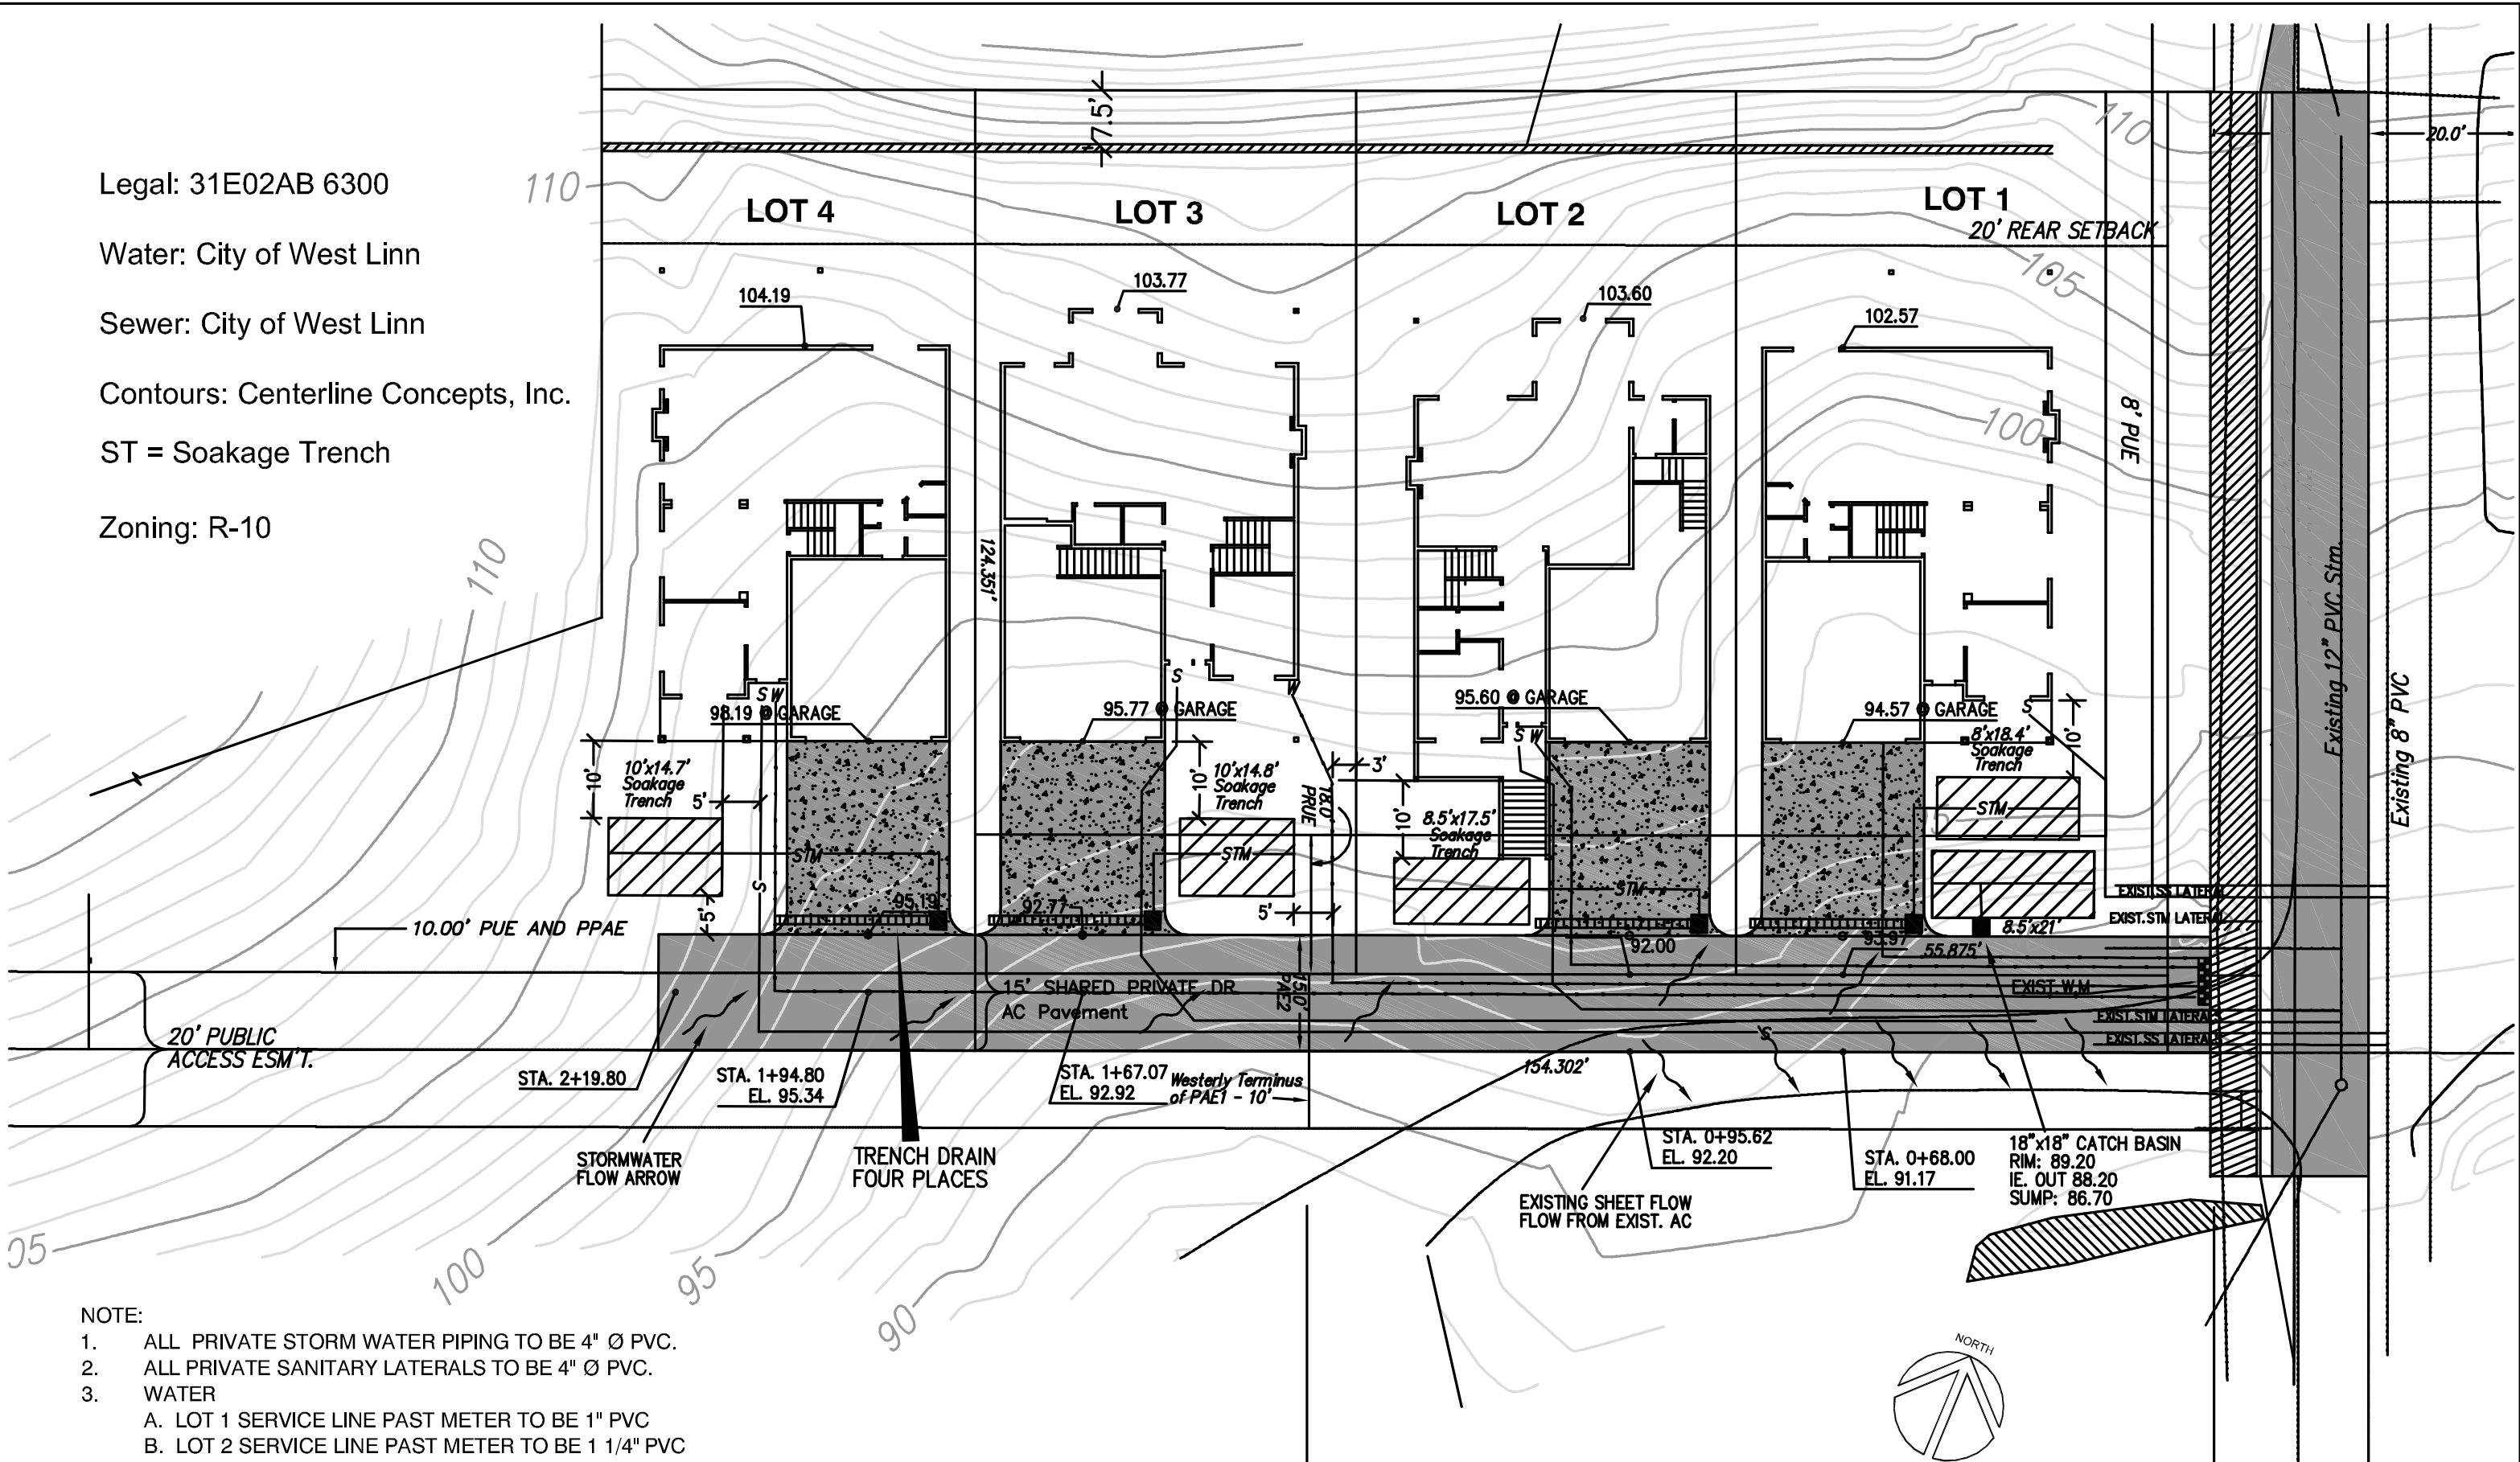 110
7.5'
20.0'
Legal: 31E02AB 6300
110
LOT 4
LOT 3
LOT 2
LOT 1
20' REAR SETBACK
Water: City of West Linn
105
104.19
103.77
103.60
102.57
Sewer: City of West Linn
Contours: Centerline Concepts, Inc.
100
8' PUE
ST = Soakage Trench
Zoning: R-10
110
124.351'
Existing 12" PVC Stm.
Existing 8" PVC
S W
S
W
S W
S
98.19 @ GARAGE
95.77 @ GARAGE
95.60 @ GARAGE
94.57 @ GARAGE
10'
10'x14.7'
Soakage
Trench
5'
10'
10'x14.8'
Soakage
Trench
3'
18.0'
PRUE
10'
8.5'x17.5'
Soakage
Trench
8'x18.4'
Soakage
Trench
10'
STM
STM
STM
STM
S
5'
95.19
92.77
5'
92.00
93.97
55.875'
8.5'x21'
EXIST.SS LATERAL
EXIST.STM LATERAL
10.00' PUE AND PPAE
15' SHARED PRIVATE DR.
AC Pavement
15.0'
PAE2
EXIST.W.M
EXIST.STM LATERALS
EXIST.SS LATERALS
S
20' PUBLIC
ACCESS ESM'T.
STA. 2+19.80
STA. 1+94.80
EL. 95.34
STA. 1+67.07
EL. 92.92
Westerly Terminus
of PAE1 - 10'
154.302'
STORMWATER
FLOW ARROW
TRENCH DRAIN
FOUR PLACES
EXISTING SHEET FLOW
FLOW FROM EXIST. AC
STA. 0+95.62
EL. 92.20
STA. 0+68.00
EL. 91.17
18"x18" CATCH BASIN
RIM: 89.20
IE. OUT 88.20
SUMP: 86.70
05
100
95
90
NORTH
NOTE:
1. ALL PRIVATE STORM WATER PIPING TO BE 4" Ø PVC.
2. ALL PRIVATE SANITARY LATERALS TO BE 4" Ø PVC.
3. WATER
A. LOT 1 SERVICE LINE PAST METER TO BE 1" PVC
B. LOT 2 SERVICE LINE PAST METER TO BE 1 1/4" PVC